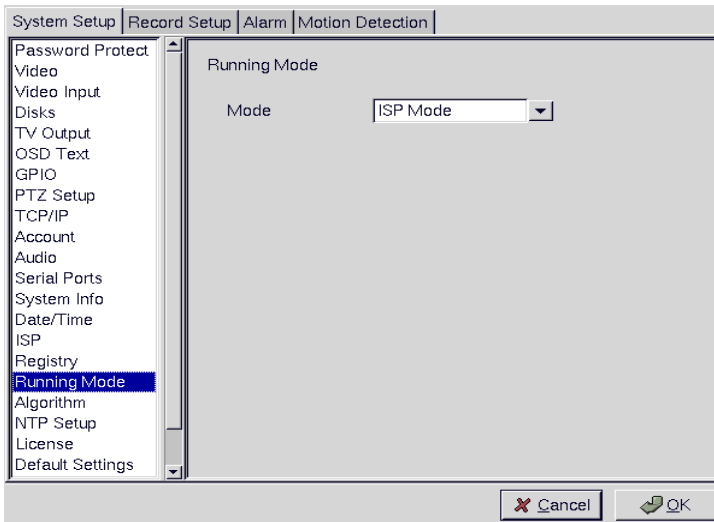 System Setup Record Setup Alarm Motion Detection
Password Protect
Video
Video Input
Disks
TV Output
OSD Text
GPIO
PTZ Setup
TCP/IP
Account
Audio
Serial Ports
System Info
Date/Time
ISP
Registry
Running Mode
Algorithm
NTP Setup
License
Default Settings
Running Mode
Mode ISP Mode
Cancel OK